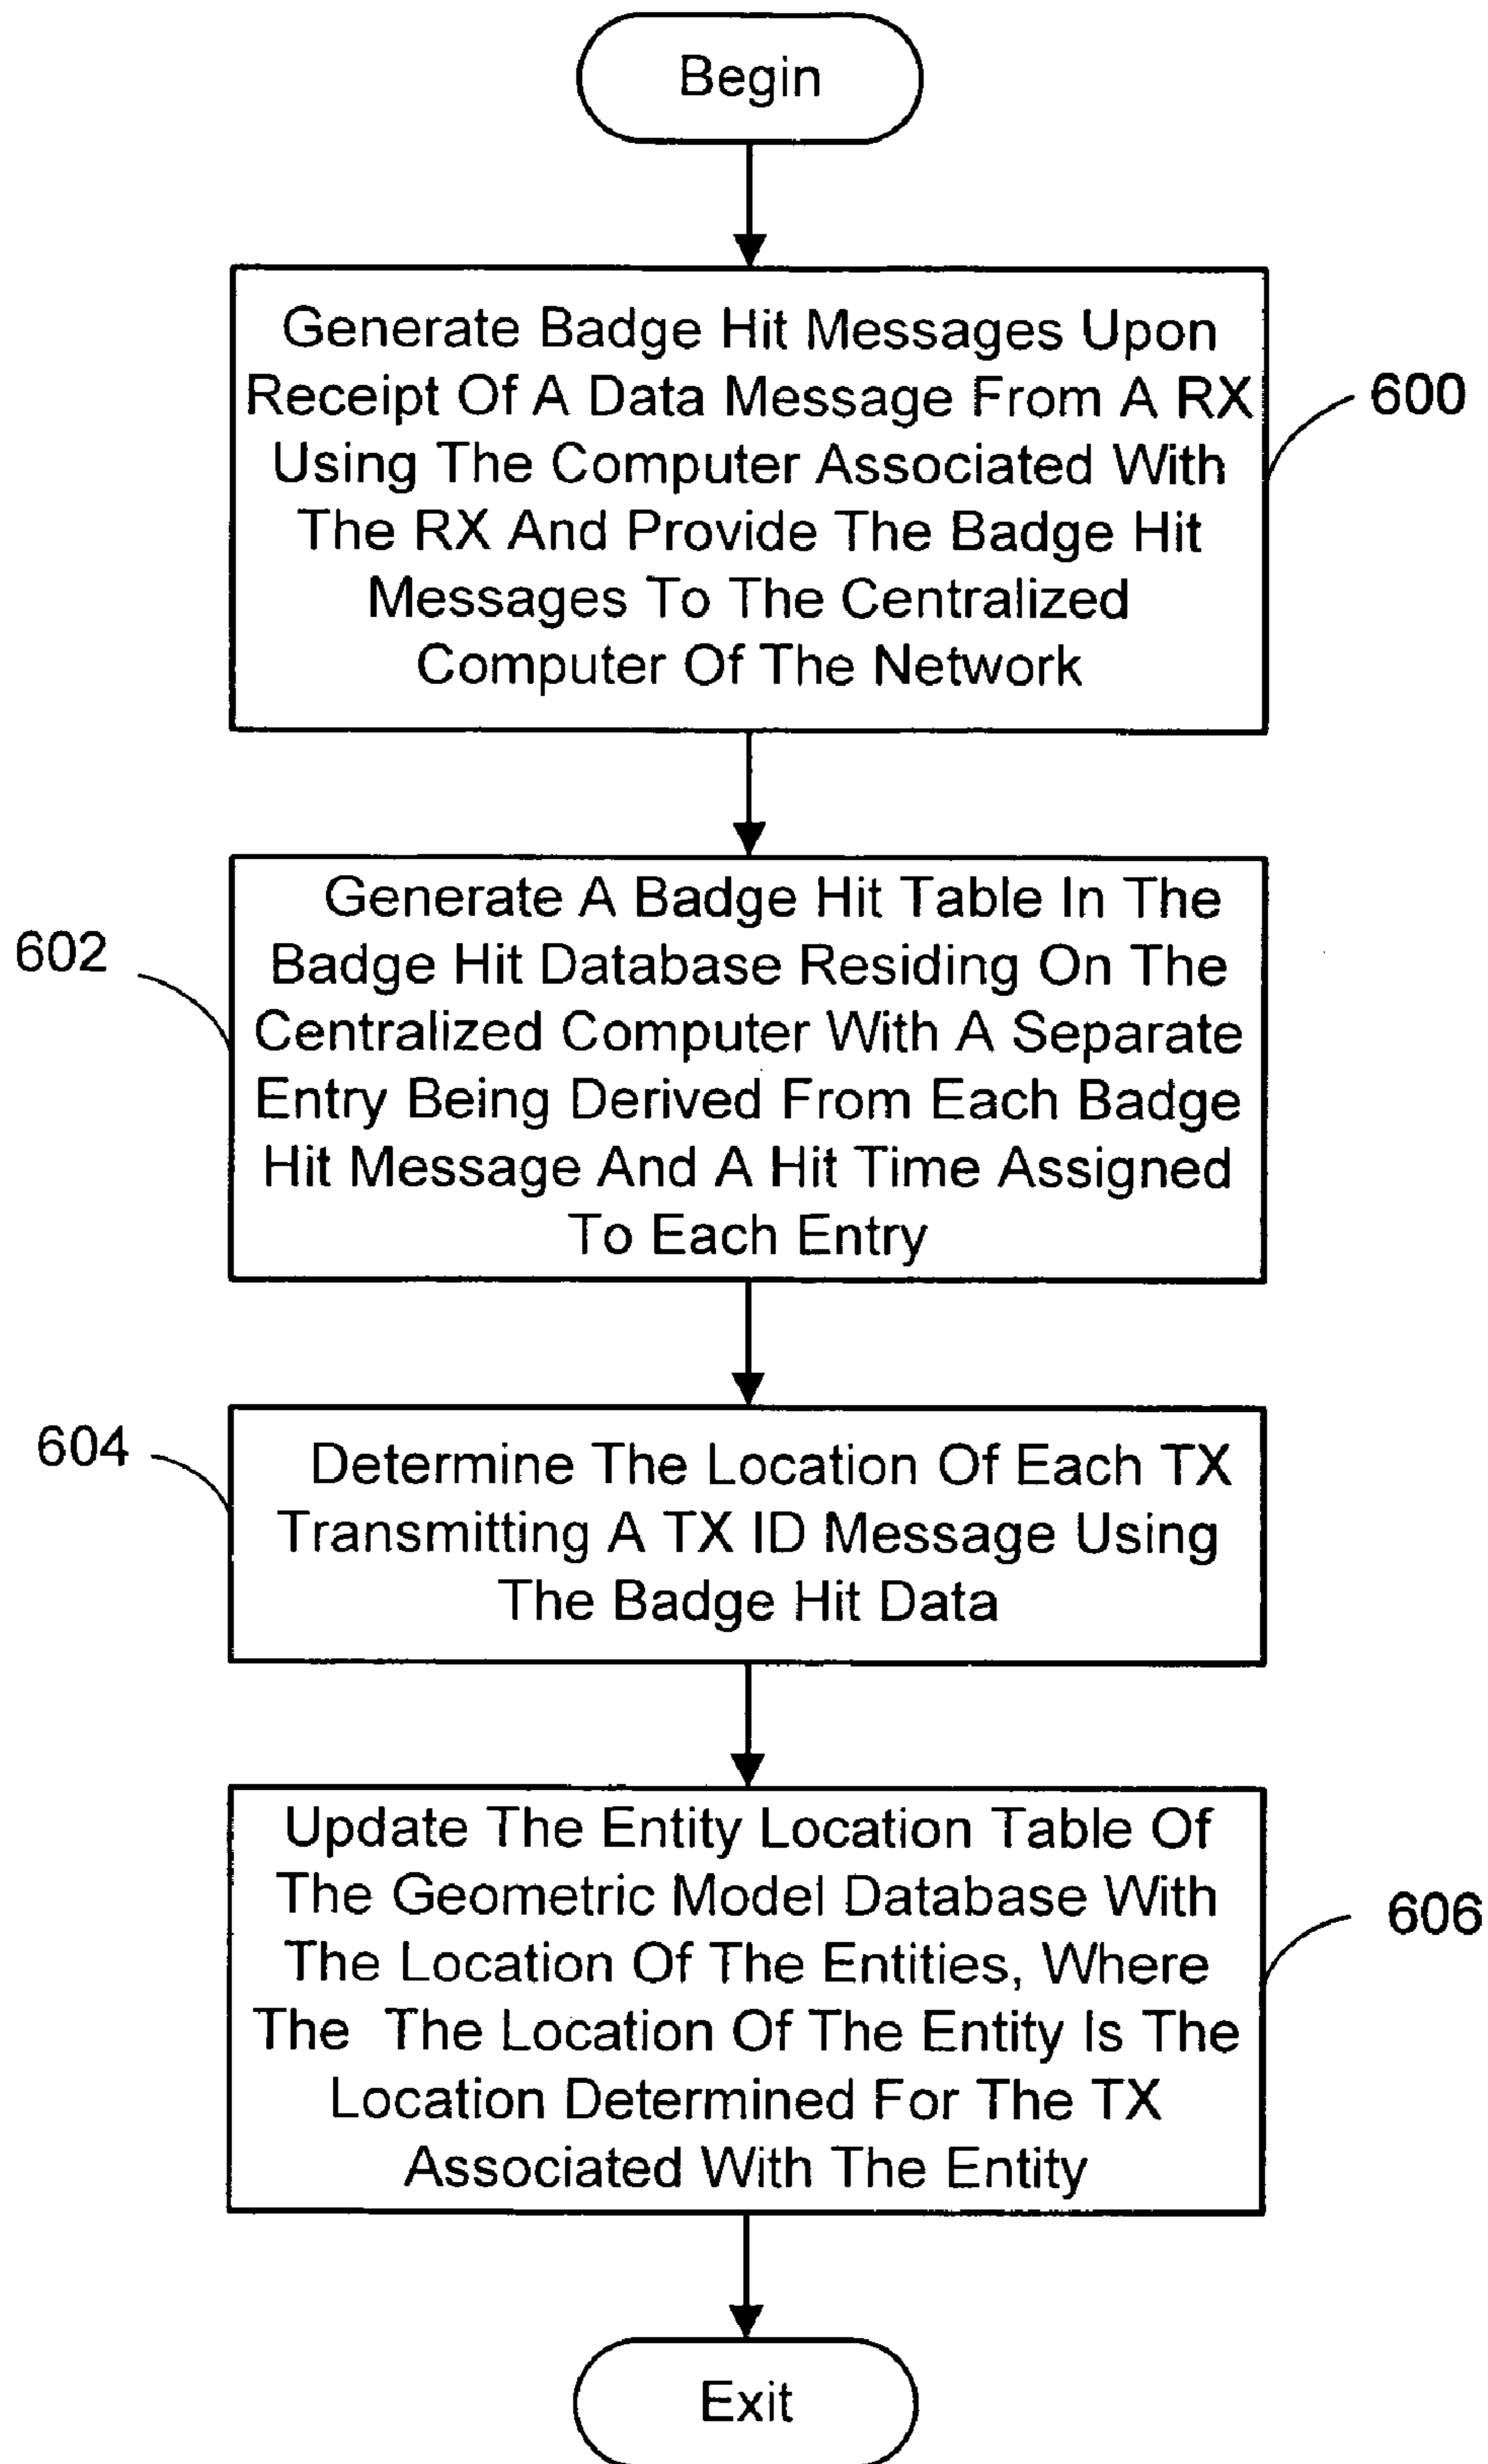 Begin
Generate Badge Hit Messages Upon
Receipt Of A Data Message From A RX
Using The Computer Associated With
The RX And Provide The Badge Hit
Messages To The Centralized
Computer Of The Network
600
Generate A Badge Hit Table In The
Badge Hit Database Residing On The
Centralized Computer With A Separate
Entry Being Derived From Each Badge
Hit Message And A Hit Time Assigned
To Each Entry
602
Determine The Location Of Each TX
Transmitting A TX ID Message Using
The Badge Hit Data
604
Update The Entity Location Table Of
The Geometric Model Database With
The Location Of The Entities, Where
The The Location Of The Entity Is The
Location Determined For The TX
Associated With The Entity
606
Exit